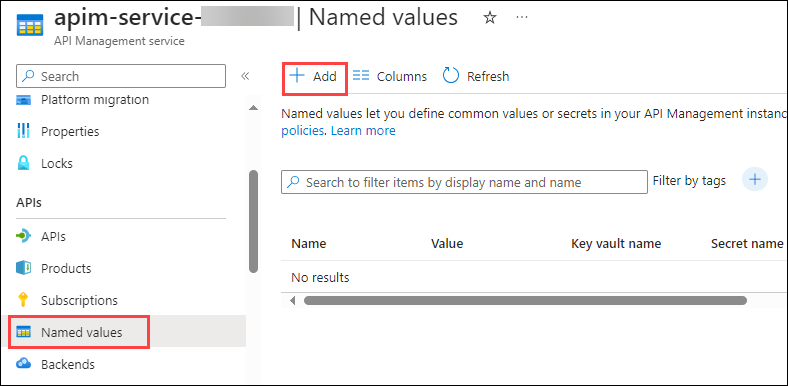 apim-service- | Named values
API Management service
Search
Add
Columns
Refresh
Platform migration
Properties
Locks
APIs
APIs
Products
Subscriptions
Named values
Backends
Named values let you define common values or secrets in your API Management instanc
policies. Learn more
Search to filter items by display name and name
Filter by tags
Name Value Key vault name Secret name
No results